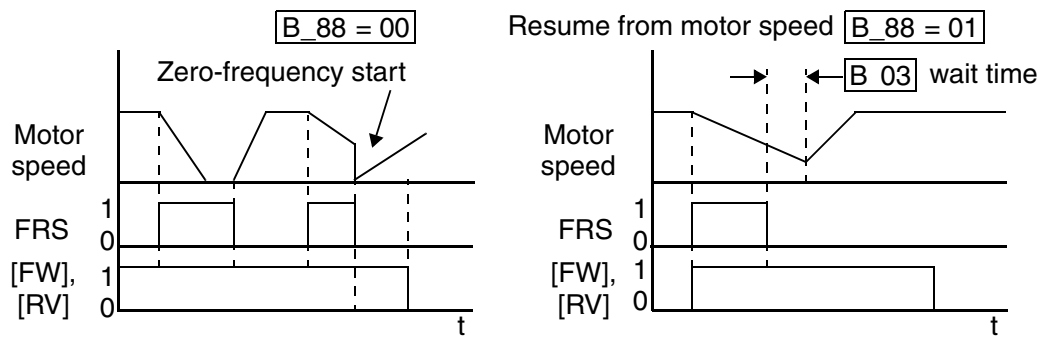 B_88 = 00
Zero-frequency start
Motor
speed
FRS
1
0
[FW],
[RV]
1
0
t
Resume from motor speed B_88 = 01
B 03 wait time
Motor
speed
FRS
1
0
[FW],
[RV]
1
0
t